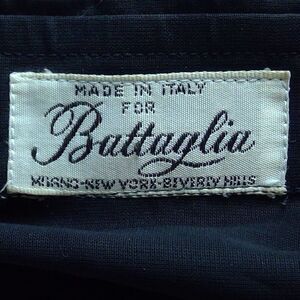 MADE IN ITALY
FOR
Battaglia
MILANO-NEW YORK-BEVERLY HILLS